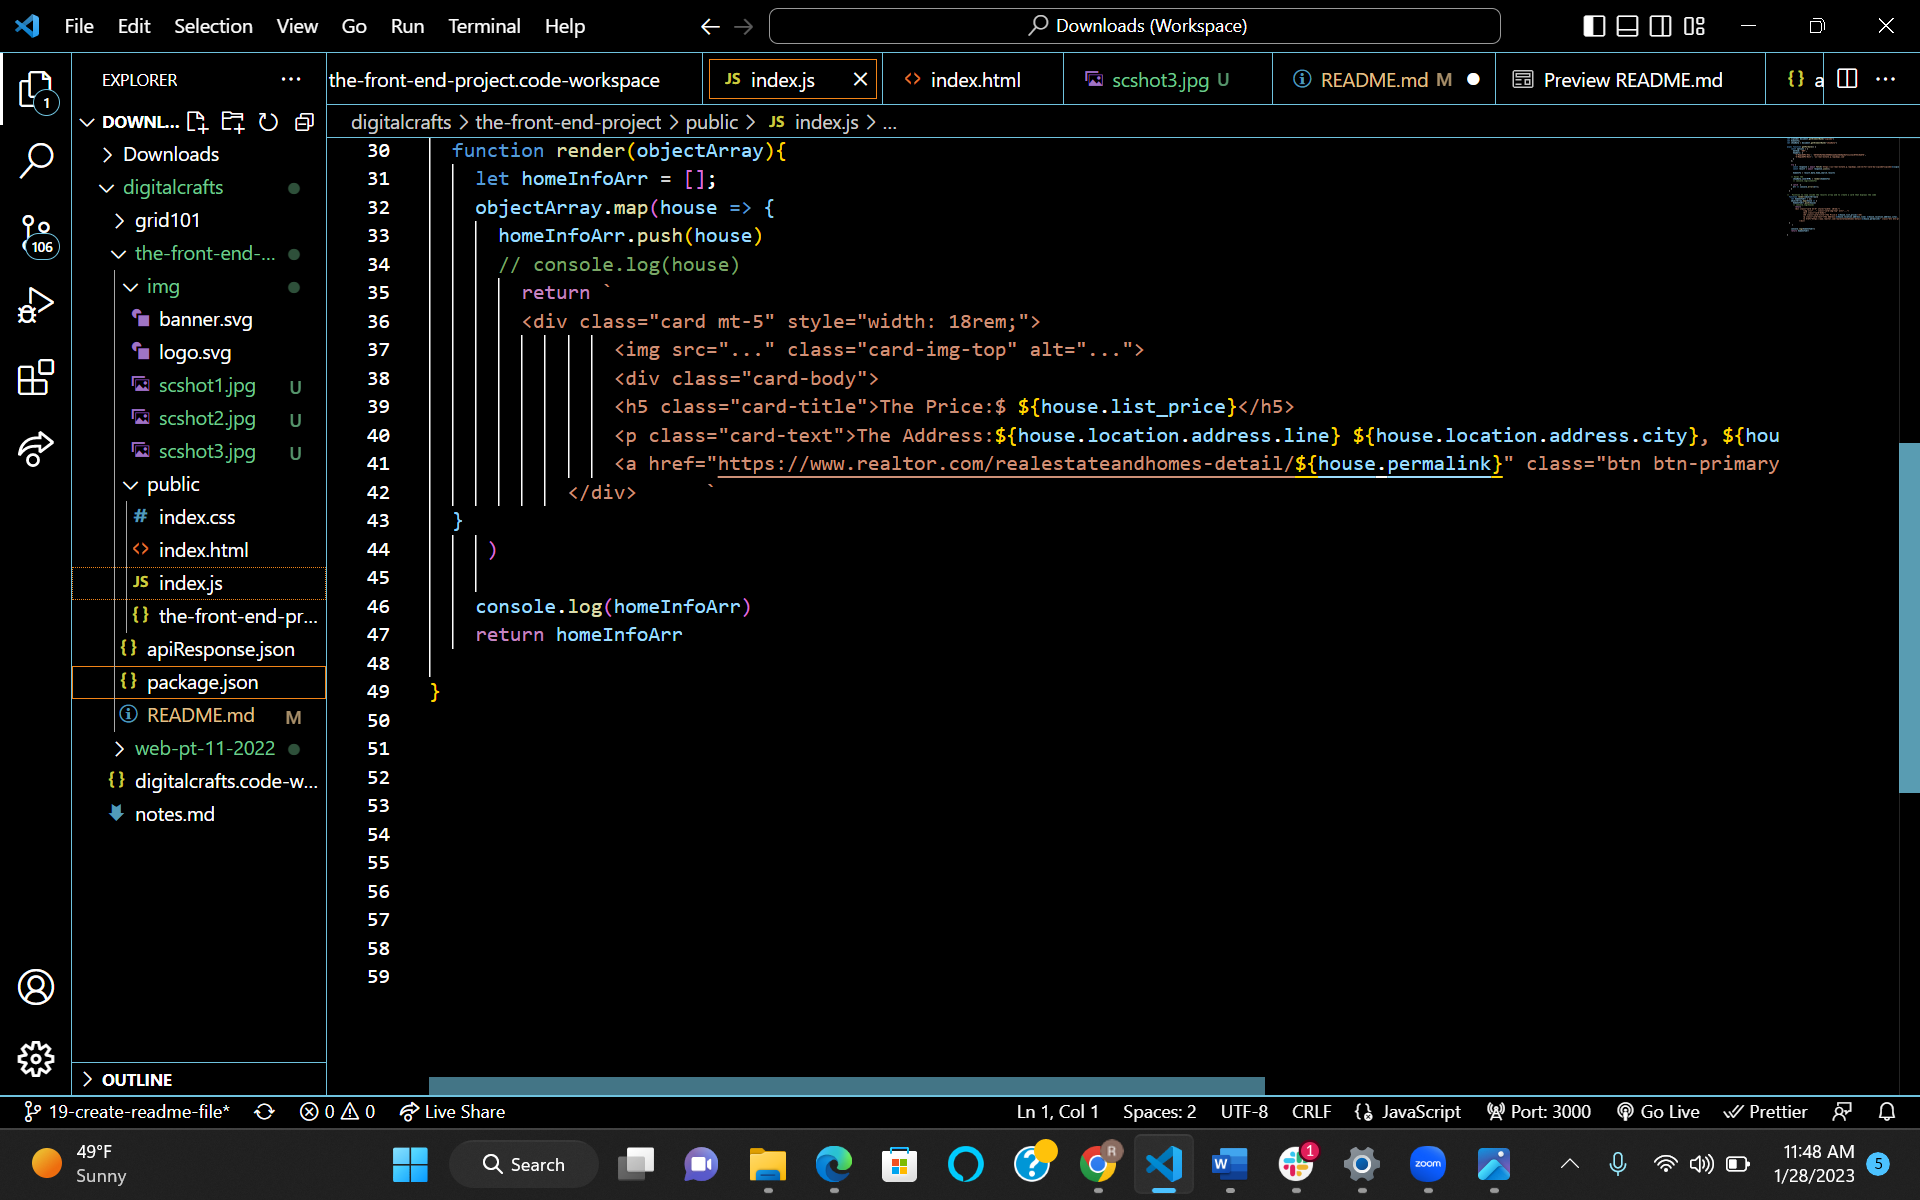 File Edit Selection View Go Run Terminal Help Downloads (Workspace)
EXPLORER
1
the-front-end-project.code-workspace JS index.js index.html scshot3.jpg U README.md M Preview README.md {} a
DOWNL...
digitalcrafts > the-front-end-project > public > JS index.js > ...
Downloads
digitalcrafts
grid101
106
the-front-end-...
img
banner.svg
logo.svg
scshot1.jpg U
scshot2.jpg U
scshot3.jpg U
public
# index.css
<> index.html
JS index.js
{} the-front-end-pr...
{} apiResponse.json
{} package.json
README.md M
web-pt-11-2022
{} digitalcrafts.code-w...
notes.md
OUTLINE
30 function render(objectArray){
31 let homeInfoArr = [];
32 objectArray.map(house => {
33 homeInfoArr.push(house)
34 // console.log(house)
35 return `
36 <div class="card mt-5" style="width: 18rem;">
37 <img src="..." class="card-img-top" alt="...">
38 <div class="card-body">
39 <h5 class="card-title">The Price:$ ${house.list_price}</h5>
40 <p class="card-text">The Address:${house.location.address.line} ${house.location.address.city}, ${hou
41 <a href="https://www.realtor.com/realestateandhomes-detail/${house.permalink}" class="btn btn-primary
42 </div> `
43 }
44 )
45
46 console.log(homeInfoArr)
47 return homeInfoArr
48
49 }
50
51
52
53
54
55
56
57
58
59
19-create-readme-file* 0 0 Live Share Ln 1, Col 1 Spaces: 2 UTF-8 CRLF {} JavaScript Port: 3000 Go Live Prettier
49°F
Sunny
Search
R
W
1
zoom
11:48 AM
1/28/2023
5